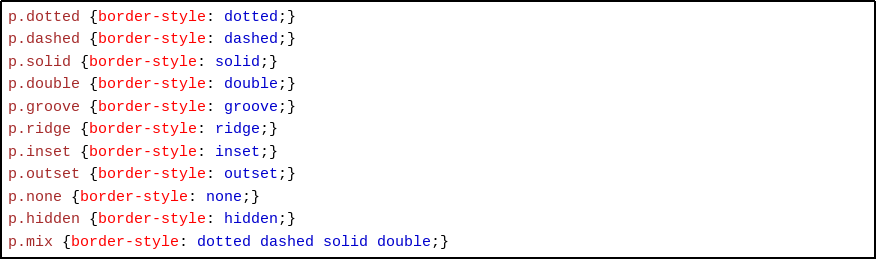 p.dotted {border-style: dotted;}
p.dashed {border-style: dashed;}
p.solid {border-style: solid;}
p.double {border-style: double;}
p.groove {border-style: groove;}
p.ridge {border-style: ridge;}
p.inset {border-style: inset;}
p.outset {border-style: outset;}
p.none {border-style: none;}
p.hidden {border-style: hidden;}
p.mix {border-style: dotted dashed solid double;}